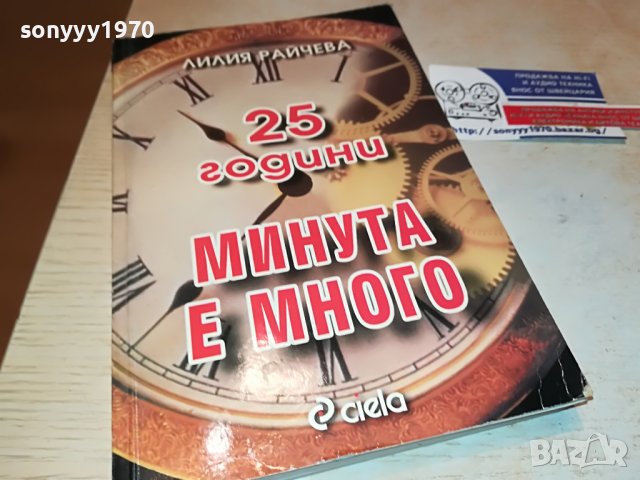 sonyyy1970
ЛИЛИЯ РАЙЧЕВА
25
години
МИНУТА
Е МНОГО
ciela
ПРОДАЖБА НА HI-FI
И АУДИО ТЕХНИКА
ВНОС ОТ ШВЕЙЦАРИЯ
http://sonyyy1970.bazar.bg/
BAZAR